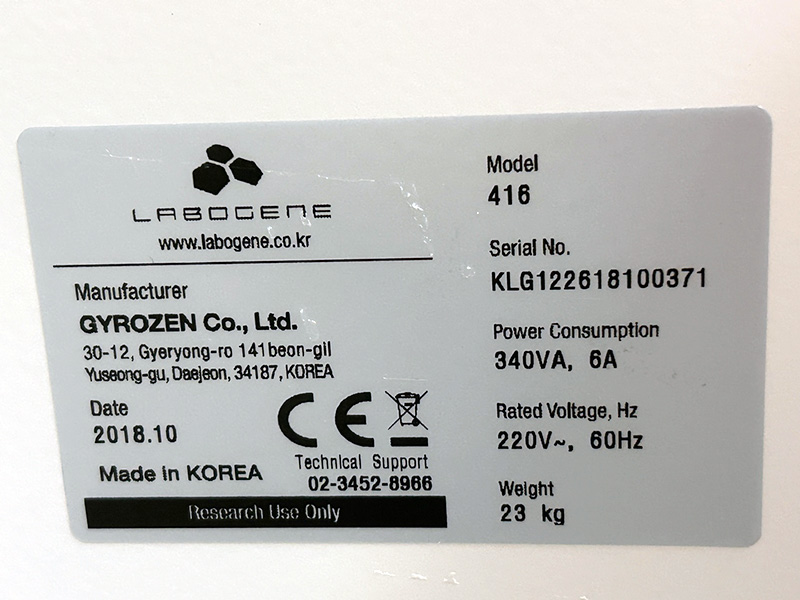 LABOGENE
www.labogene.co.kr
Manufacturer
GYROZEN Co., Ltd.
30-12, Gyeryong-ro 141beon-gil
Yuseong-gu, Daejeon, 34187, KOREA
Date
2018.10
CE
Made in KOREA
Technical Support
02-3452-8966
Research Use Only
Model
416
Serial No.
KLG122618100371
Power Consumption
340VA, 6A
Rated Voltage, Hz
220V~, 60Hz
Weight
23 kg